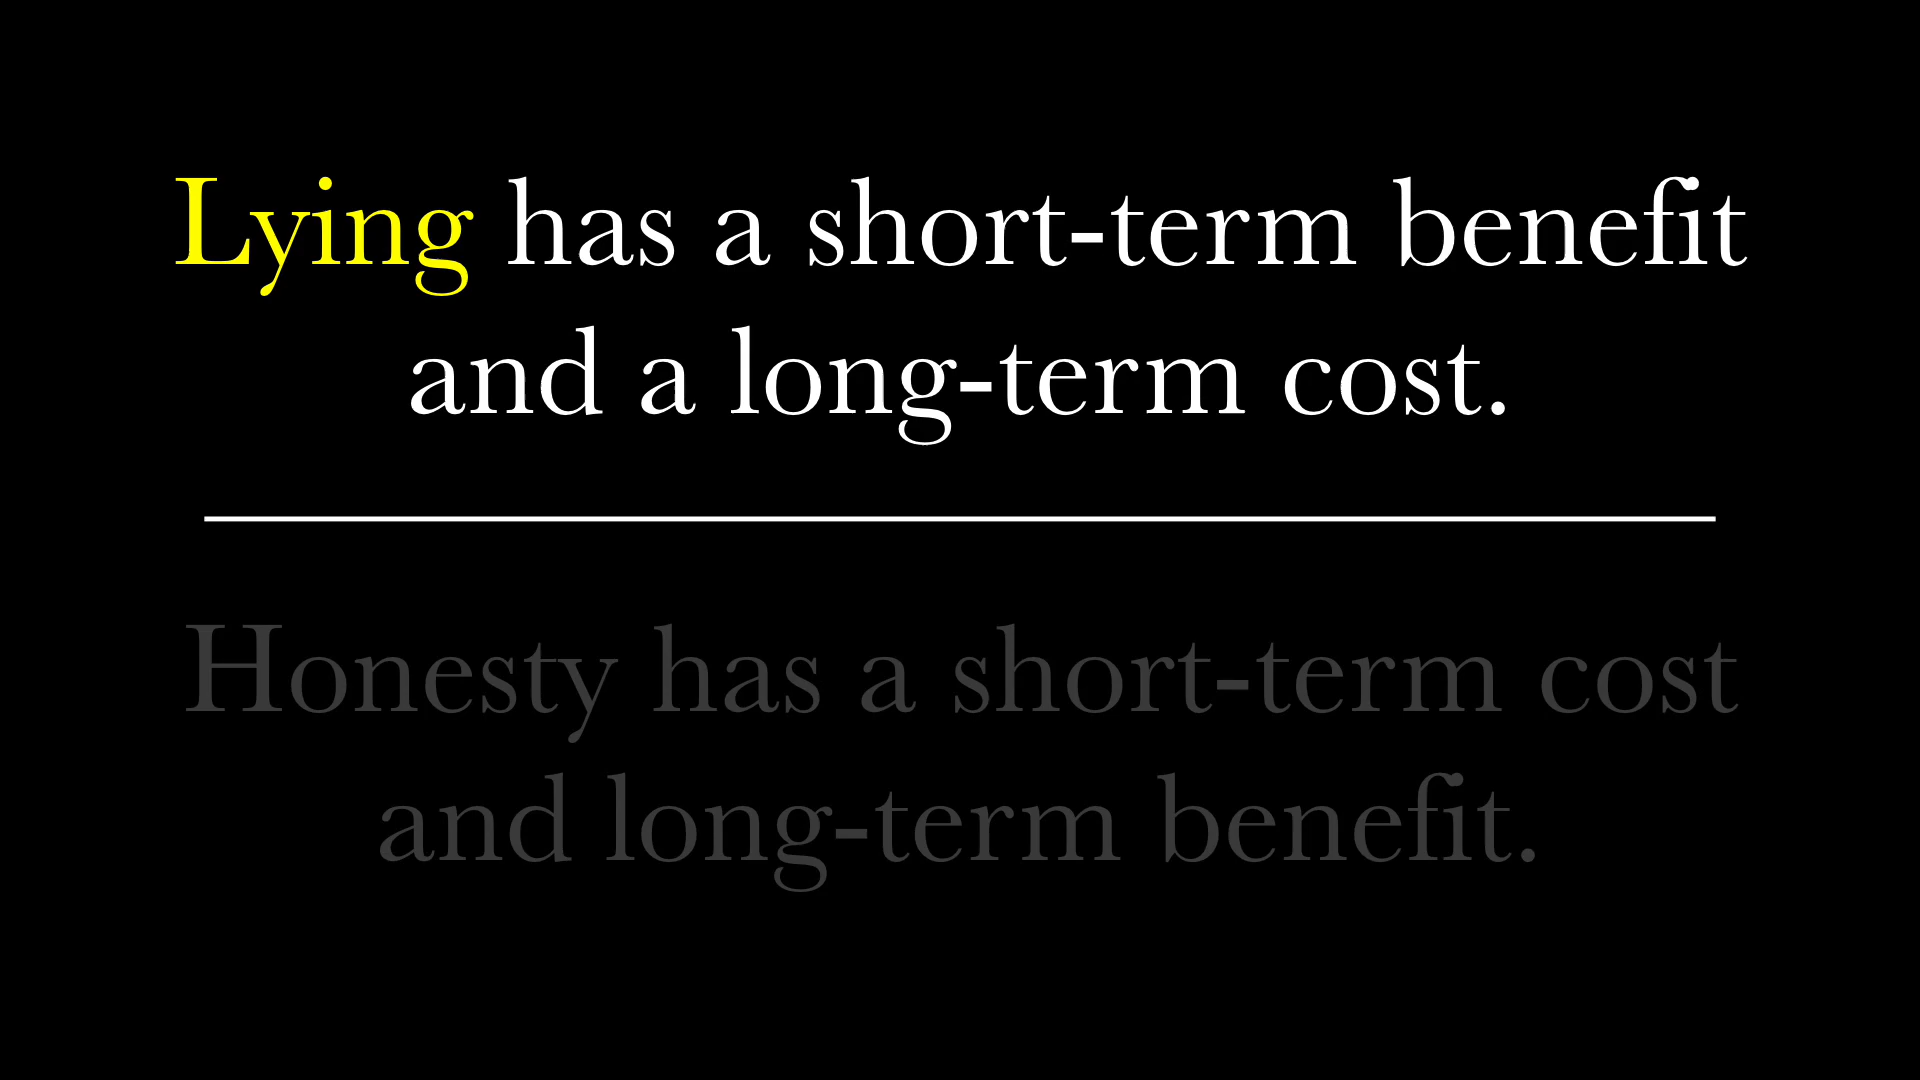 Lying has a short-term benefit
and a long-term cost.
Honesty has a short-term cost
and long-term benefit.